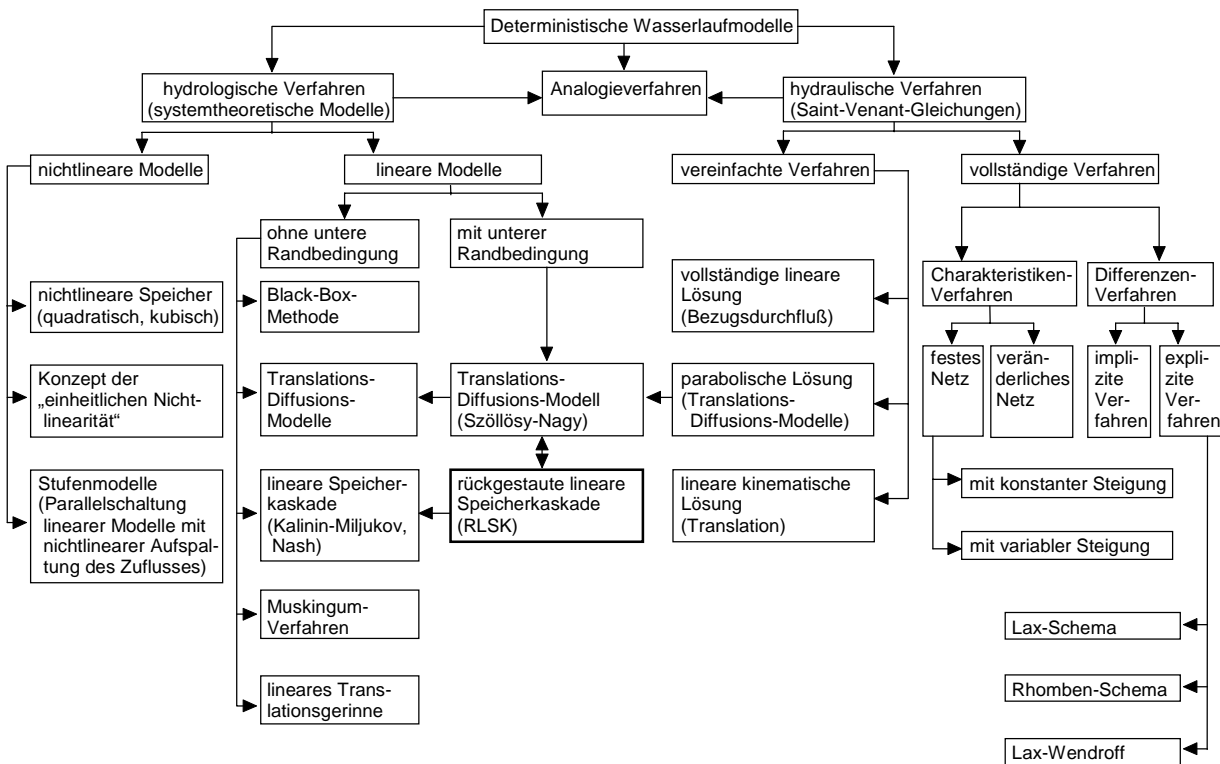 Deterministische Wasserlaufmodelle
hydrologische Verfahren
(systemtheoretische Modelle)
Analogieverfahren
hydraulische Verfahren
(Saint-Venant-Gleichungen)
nichtlineare Modelle
lineare Modelle
vereinfachte Verfahren
vollständige Verfahren
ohne untere
Randbedingung
mit unterer
Randbedingung
nichtlineare Speicher
(quadratisch, kubisch)
Black-Box-
Methode
vollständige lineare
Lösung
(Bezugsdurchfluß)
Charakteristiken-
Verfahren
Differenzen-
Verfahren
festes
Netz
verän-
derliches
Netz
impli-
zite
Ver-
fahren
expli-
zite
Ver-
fahren
Konzept der
„einheitlichen Nicht-
linearität“
Translations-
Diffusions-
Modelle
Translations-
Diffusions-Modell
(Szöllösy-Nagy)
parabolische Lösung
(Translations-
Diffusions-Modelle)
Stufenmodelle
(Parallelschaltung
linearer Modelle mit
nichtlinearer Aufspal-
tung des Zuflusses)
lineare Speicher-
kaskade
(Kalinin-Miljukov,
Nash)
rückgestaute lineare
Speicherkaskade
(RLSK)
lineare kinematische
Lösung
(Translation)
mit konstanter Steigung
mit variabler Steigung
Muskingum-
Verfahren
lineares Trans-
lationsgerinne
Lax-Schema
Rhomben-Schema
Lax-Wendroff